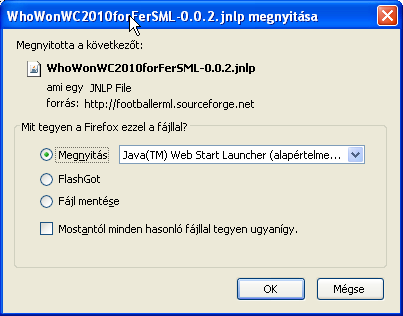 WhoWonWC2010forFerSML-0.0.2.jnlp megnyitása
Megnyitotta a következőt:
WhoWonWC2010forFerSML-0.0.2.jnlp
ami egy JNLP File
forrás: http://footballerml.sourceforge.net
Mit tegyen a Firefox ezzel a fájllal?
Megnyitás Java(TM) Web Start Launcher (alapértelme...
FlashGot
Fájl mentése
Mostantól minden hasonló fájllal tegyen ugyanígy.
OK Mégse